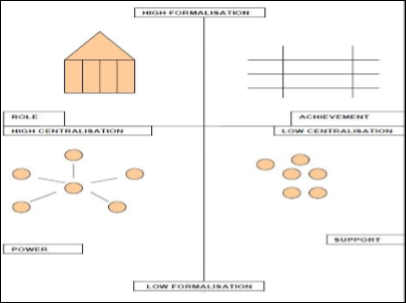 HIGH FORMALISATION
ROLE
ACHIEVEMENT
HIGH CENTRALISATION
LOW CENTRALISATION
SUPPORT
POWER
LOW FORMALISATION